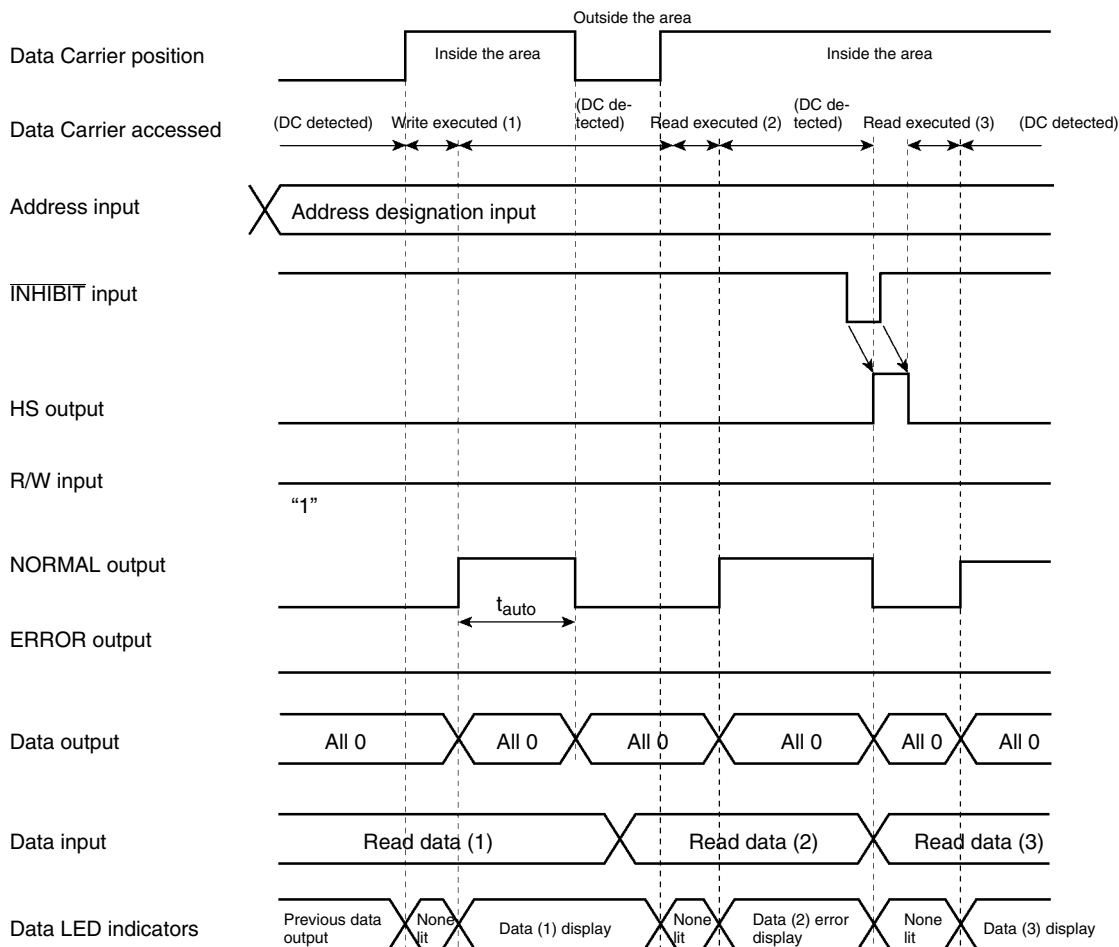 Outside the area
Data Carrier position
Inside the area
Inside the area
Data Carrier accessed
(DC detected)
Write executed (1)
(DC de-
tected)
Read executed (2)
(DC de-
tected)
Read executed (3)
(DC detected)
Address input
Address designation input
INHIBIT input
HS output
R/W input
“1”
NORMAL output
tauto
ERROR output
Data output
All 0
All 0
All 0
All 0
All 0
All 0
Data input
Read data (1)
Read data (2)
Read data (3)
Data LED indicators
Previous data
output
None
lit
Data (1) display
None
lit
Data (2) error
display
None
lit
Data (3) display